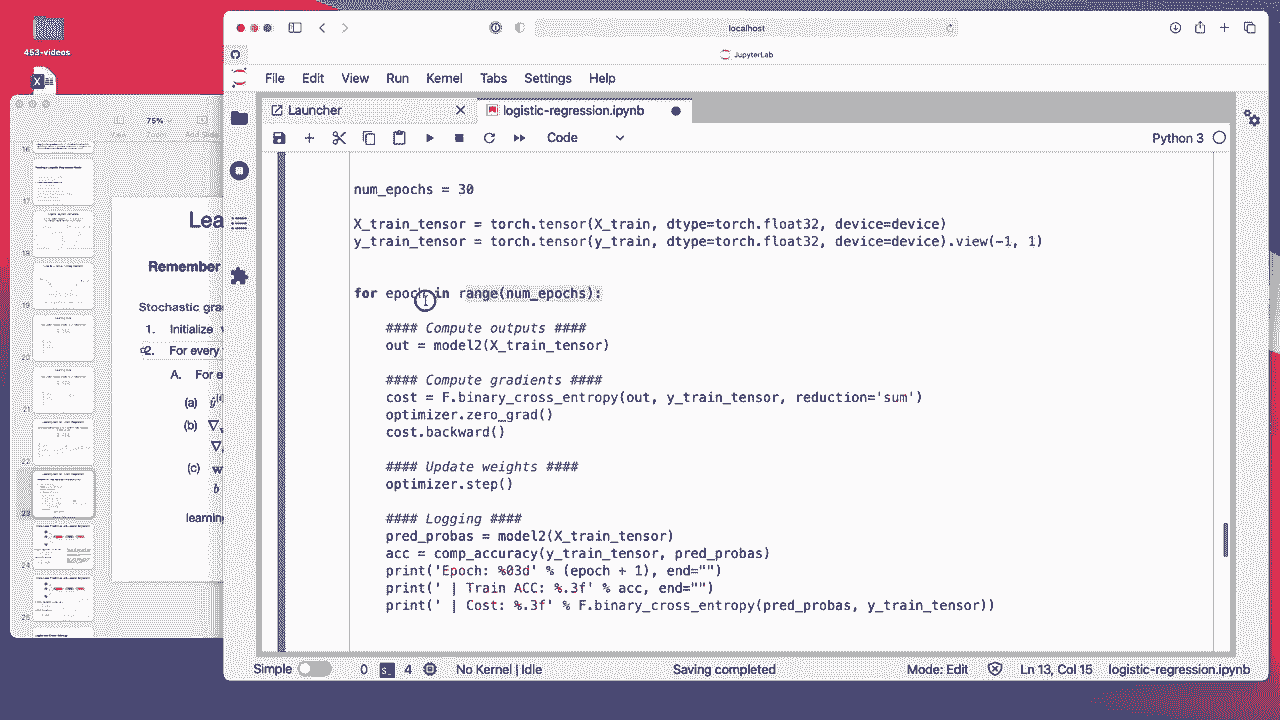 453-videos
localhost
JupyterLab
File Edit View Run Kernel Tabs Settings Help
Launcher
logistic-regression.ipynb
Code
Python 3
75%
num_epochs = 30
X_train_tensor = torch.tensor(X_train, dtype=torch.float32, device=device)
y_train_tensor = torch.tensor(y_train, dtype=torch.float32, device=device).view(-1, 1)
for epoch in range(num_epochs):
#### Compute outputs ####
out = model2(X_train_tensor)
#### Compute gradients ####
cost = F.binary_cross_entropy(out, y_train_tensor, reduction='sum')
optimizer.zero_grad()
cost.backward()
#### Update weights ####
optimizer.step()
#### Logging ####
pred_probas = model2(X_train_tensor)
acc = comp_accuracy(y_train_tensor, pred_probas)
print('Epoch: %03d' % (epoch + 1), end="")
print(' | Train ACC: %.3f' % acc, end="")
print(' | Cost: %.3f' % F.binary_cross_entropy(pred_probas, y_train_tensor))
Lea
Remember
Stochastic gra
1. Initialize
2. For every
A. For e
(a)
(b)
(c) w
b
learning
Simple 0 4 No Kernel | Idle Saving completed Mode: Edit Ln 13, Col 15 logistic-regression.ipynb